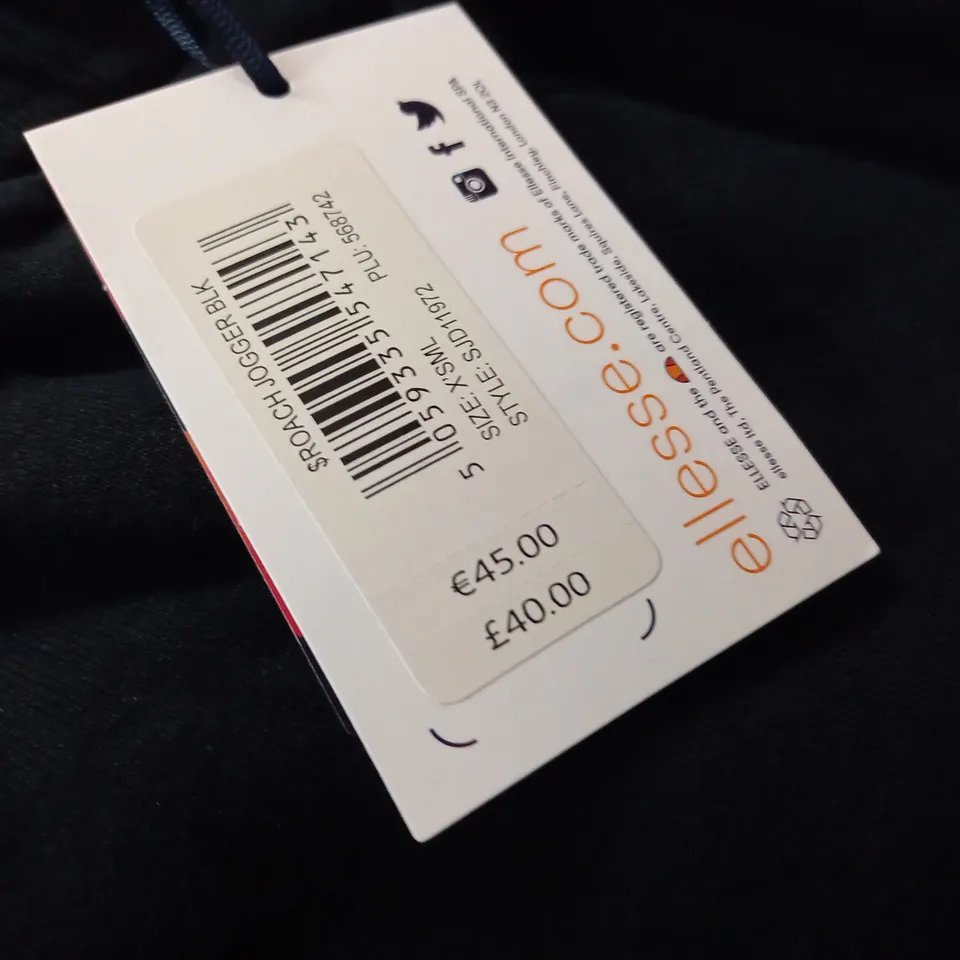 $ROACH JOGGER BLK
5 059335 547143
SIZE: X'SML
STYLE: SJD11972
PLU: 568742
€45.00
£40.00
ellesse.com
ELLESSE and the are registered trade marks of Ellesse International SPA
ellesse ltd, The Pentland Centre, Lakeside, Squires Lane, Finchley, London N3 2QL